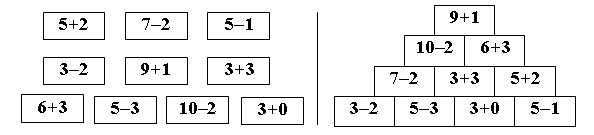 5+2 7–2 5–1
3–2 9+1 3+3
6+3 5–3 10–2 3+0
9+1
10–2 6+3
7–2 3+3 5+2
3–2 5–3 3+0 5–1